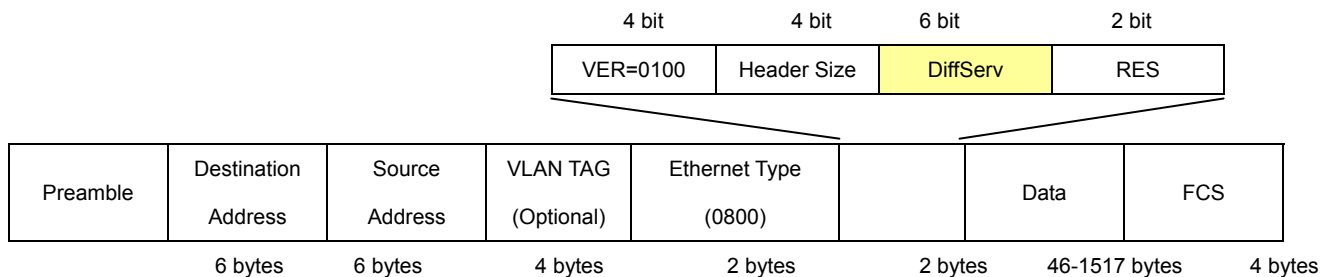 4 bit 4 bit 6 bit 2 bit
VER=0100 Header Size DiffServ RES
Preamble Destination Address Source Address VLAN TAG (Optional) Ethernet Type (0800) Data FCS
6 bytes 6 bytes 4 bytes 2 bytes 2 bytes 46-1517 bytes 4 bytes